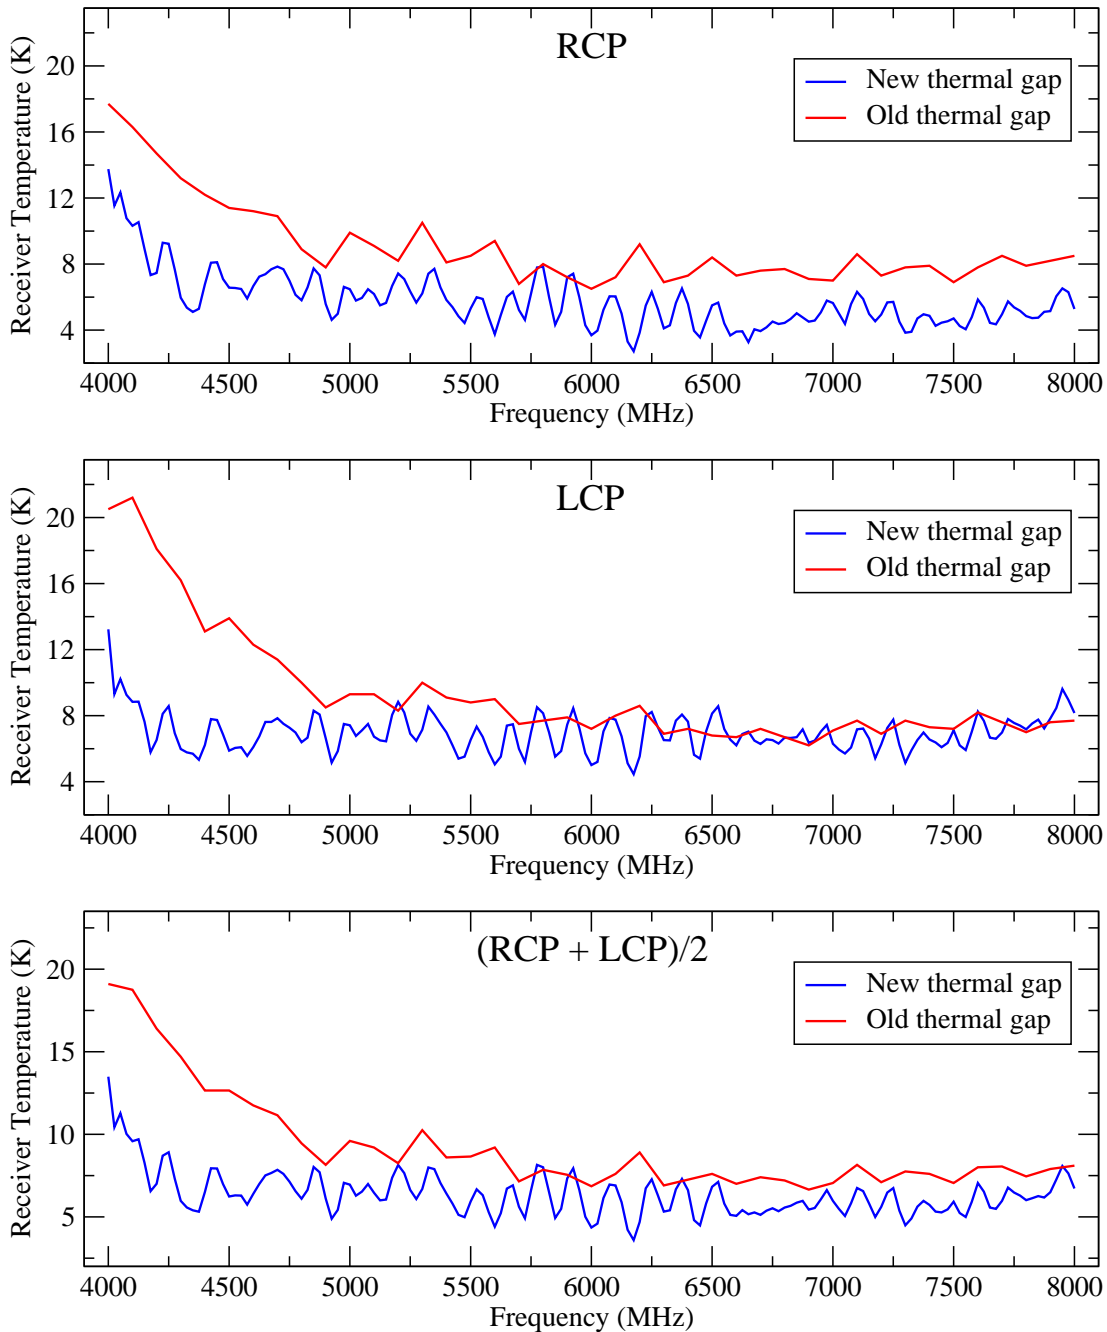 RCP
New thermal gap
Old thermal gap
Receiver Temperature (K)
20
16
12
8
4
4000 4500 5000 5500 6000 6500 7000 7500 8000
Frequency (MHz)
LCP
New thermal gap
Old thermal gap
Receiver Temperature (K)
20
16
12
8
4
4000 4500 5000 5500 6000 6500 7000 7500 8000
Frequency (MHz)
(RCP + LCP)/2
New thermal gap
Old thermal gap
Receiver Temperature (K)
20
15
10
5
4000 4500 5000 5500 6000 6500 7000 7500 8000
Frequency (MHz)